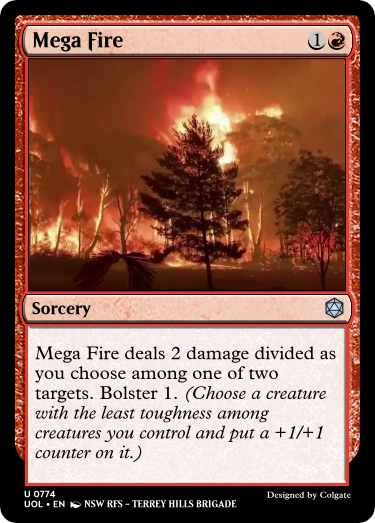 Mega Fire 1
Sorcery
Mega Fire deals 2 damage divided as
you choose among one of two
targets. Bolster 1. (Choose a creature
with the least toughness among
creatures you control and put a +1/+1
counter on it.)
U 0774
UOL • EN NSW RFS – TERREY HILLS BRIGADE
Designed by Colgate